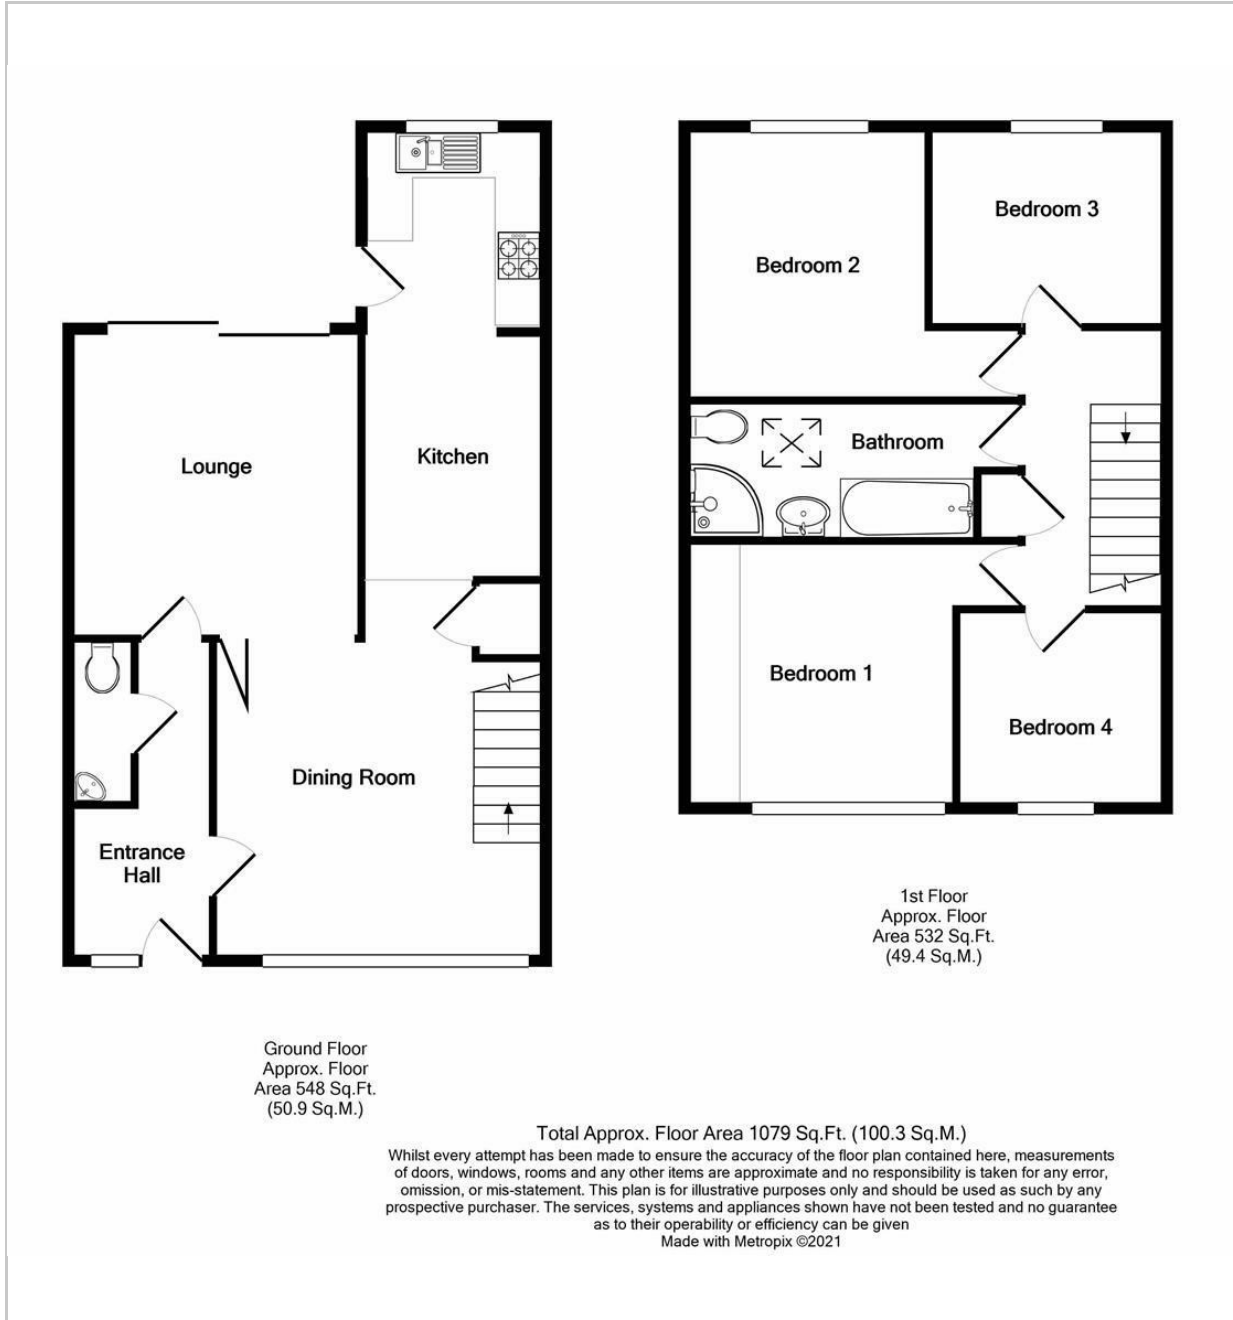 Lounge
Kitchen
Dining Room
Entrance
Hall
Bedroom 3
Bedroom 2
Bathroom
Bedroom 1
Bedroom 4
Ground Floor
Approx. Floor
Area 548 Sq.Ft.
(50.9 Sq.M.)
1st Floor
Approx. Floor
Area 532 Sq.Ft.
(49.4 Sq.M.)
Total Approx. Floor Area 1079 Sq.Ft. (100.3 Sq.M.)
Whilst every attempt has been made to ensure the accuracy of the floor plan contained here, measurements
of doors, windows, rooms and any other items are approximate and no responsibility is taken for any error,
omission, or mis-statement. This plan is for illustrative purposes only and should be used as such by any
prospective purchaser. The services, systems and appliances shown have not been tested and no guarantee
as to their operability or efficiency can be given
Made with Metropix ©2021